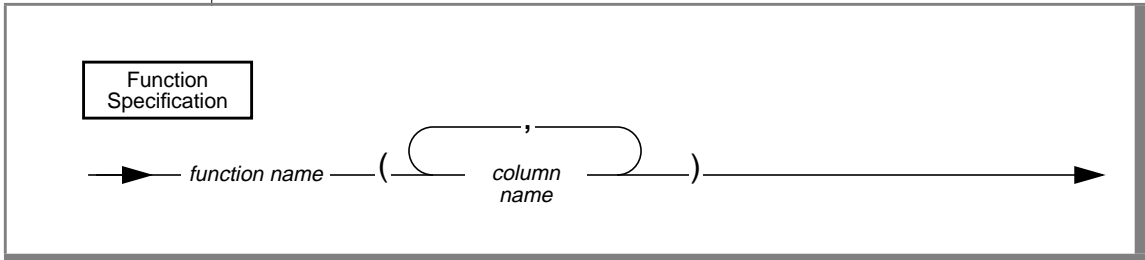 Function
Specification
,
function name ( column name )